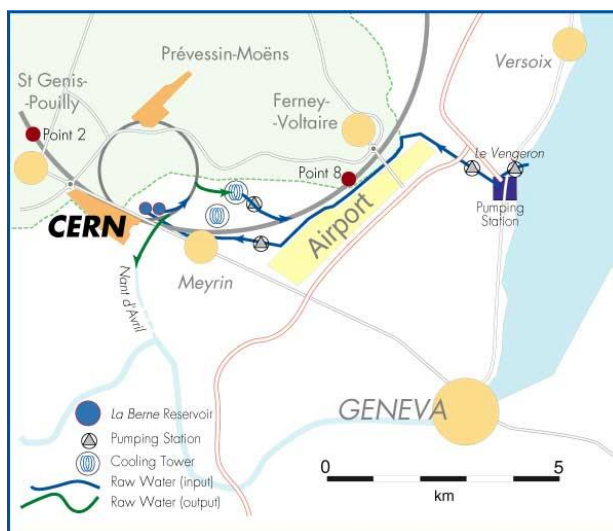 Prévessin-Moëns
Versoix
St Genis-
-Pouilly
Ferney-
-Voltaire
Point 2
Le Vengeron
Point 8
Pumping
Station
CERN
Airport
Meyrin
Nant d'Avril
GENEVA
La Berne Reservoir
Pumping Station
Cooling Tower
Raw Water (input)
Raw Water (output)
0 5
km